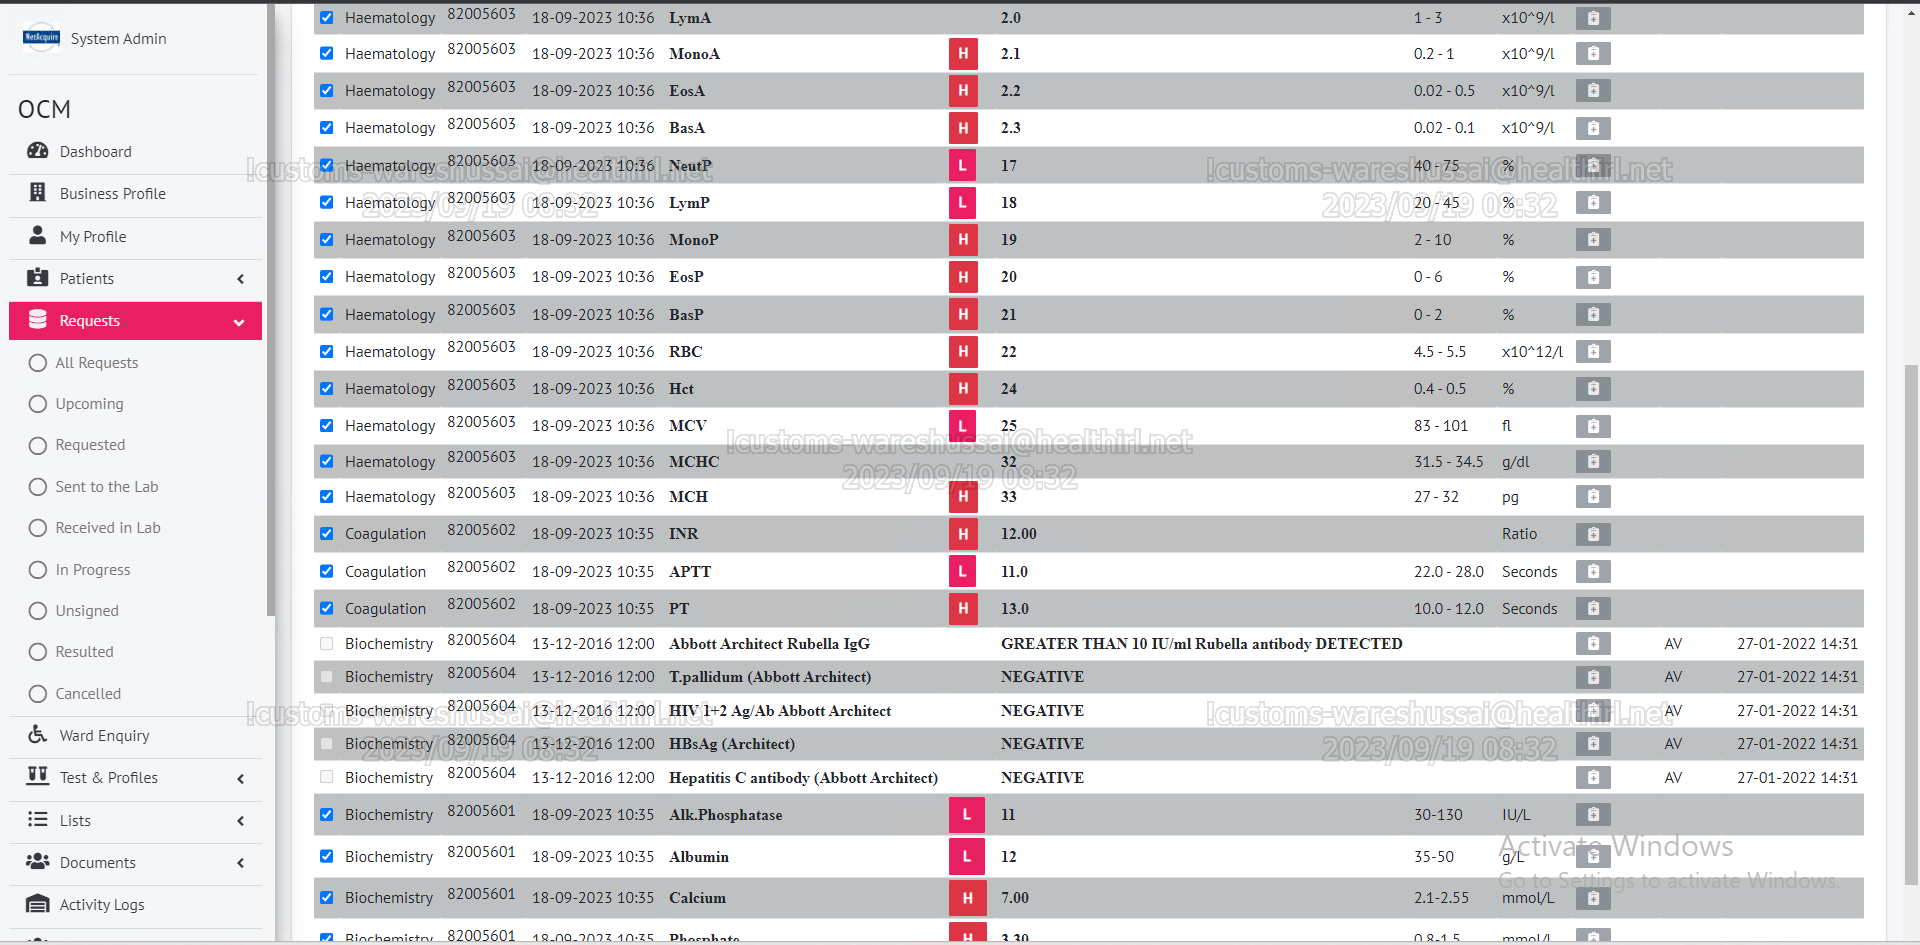 NetAcquire System Admin
OCM
Dashboard
Business Profile
My Profile
Patients
Requests
All Requests
Upcoming
Requested
Sent to the Lab
Received in Lab
In Progress
Unsigned
Resulted
Cancelled
Ward Enquiry
Test & Profiles
Lists
Documents
Activity Logs
Haematology 82005603 18-09-2023 10:36 LymA 2.0 1 - 3 x10^9/l
Haematology 82005603 18-09-2023 10:36 MonoA H 2.1 0.2 - 1 x10^9/l
Haematology 82005603 18-09-2023 10:36 EosA H 2.2 0.02 - 0.5 x10^9/l
Haematology 82005603 18-09-2023 10:36 BasA H 2.3 0.02 - 0.1 x10^9/l
Haematology 82005603 18-09-2023 10:36 NeutP L 17 40 - 75 %
Haematology 82005603 18-09-2023 10:36 LymP L 18 20 - 45 %
Haematology 82005603 18-09-2023 10:36 MonoP H 19 2 - 10 %
Haematology 82005603 18-09-2023 10:36 EosP H 20 0 - 6 %
Haematology 82005603 18-09-2023 10:36 BasP H 21 0 - 2 %
Haematology 82005603 18-09-2023 10:36 RBC H 22 4.5 - 5.5 x10^12/l
Haematology 82005603 18-09-2023 10:36 Hct H 24 0.4 - 0.5 %
Haematology 82005603 18-09-2023 10:36 MCV L 25 83 - 101 fl
Haematology 82005603 18-09-2023 10:36 MCHC 32 31.5 - 34.5 g/dl
Haematology 82005603 18-09-2023 10:36 MCH H 33 27 - 32 pg
Coagulation 82005602 18-09-2023 10:35 INR H 12.00 Ratio
Coagulation 82005602 18-09-2023 10:35 APTT L 11.0 22.0 - 28.0 Seconds
Coagulation 82005602 18-09-2023 10:35 PT H 13.0 10.0 - 12.0 Seconds
Biochemistry 82005604 13-12-2016 12:00 Abbott Architect Rubella IgG GREATER THAN 10 IU/ml Rubella antibody DETECTED AV 27-01-2022 14:31
Biochemistry 82005604 13-12-2016 12:00 T.pallidum (Abbott Architect) NEGATIVE AV 27-01-2022 14:31
Biochemistry 82005604 13-12-2016 12:00 HIV 1+2 Ag/Ab Abbott Architect NEGATIVE AV 27-01-2022 14:31
Biochemistry 82005604 13-12-2016 12:00 HBsAg (Architect) NEGATIVE AV 27-01-2022 14:31
Biochemistry 82005604 13-12-2016 12:00 Hepatitis C antibody (Abbott Architect) NEGATIVE AV 27-01-2022 14:31
Biochemistry 82005601 18-09-2023 10:35 Alk.Phosphatase L 11 30-130 IU/L
Biochemistry 82005601 18-09-2023 10:35 Albumin L 12 35-50 g/L
Biochemistry 82005601 18-09-2023 10:35 Calcium H 7.00 2.1-2.55 mmol/L
Biochemistry 82005601 18-09-2023 10:35 Phosphate H 3.30 0.8-1.5 mmol/L
!customs-wareshussai@healthirl.net
2023/09/19 08:32
!customs-wareshussai@healthirl.net
2023/09/19 08:32
!customs-wareshussai@healthirl.net
2023/09/19 08:32
!customs-wareshussai@healthirl.net
2023/09/19 08:32
!customs-wareshussai@healthirl.net
2023/09/19 08:32
Activate Windows
Go to Settings to activate Windows.